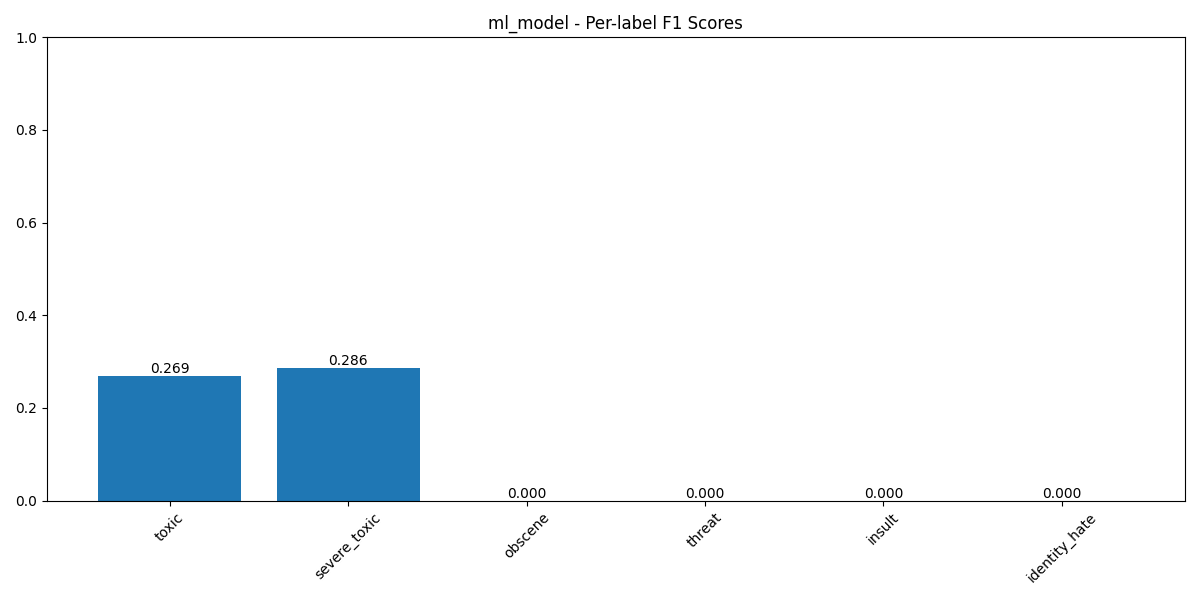 ml_model - Per-label F1 Scores
1.0
0.8
0.6
0.4
0.2
0.0
0.269
0.286
0.000
0.000
0.000
0.000
toxic
severe_toxic
obscene
threat
insult
identity_hate